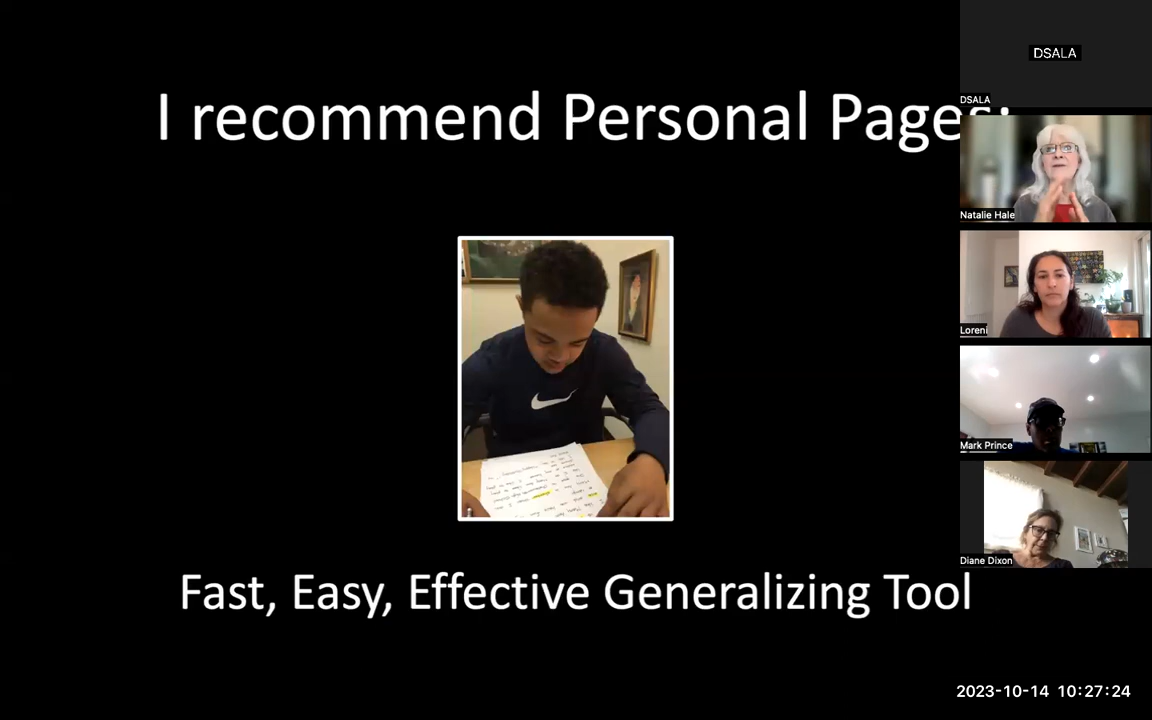 I recommend Personal Pages:
Fast, Easy, Effective Generalizing Tool
DSALA
DSALA
Natalie Hale
Loreni
Mark Prince
Diane Dixon
2023-10-14 10:27:24